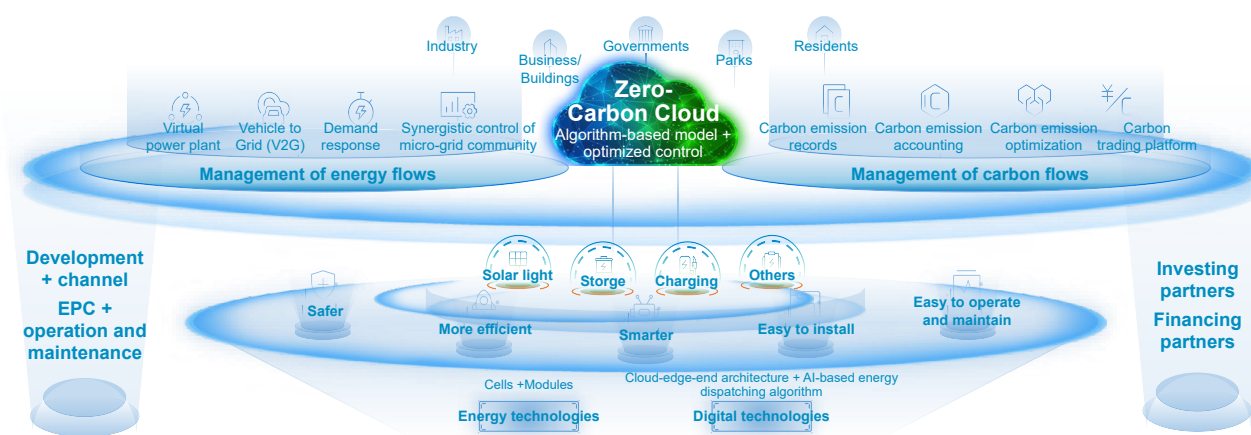 Industry
Business/
Buildings
Governments
Parks
Residents
Zero-
Carbon Cloud
Algorithm-based model +
optimized control
Virtual
power plant
Vehicle to
Grid (V2G)
Demand
response
Synergistic control of
micro-grid community
Management of energy flows
Carbon emission
records
Carbon emission
accounting
Carbon emission
optimization
Carbon
trading platform
Management of carbon flows
Development
+ channel
EPC +
operation and
maintenance
Solar light
Storge
Charging
Others
Safer
More efficient
Smarter
Easy to install
Easy to operate
and maintain
Investing
partners
Financing
partners
Cells +Modules
Energy technologies
Cloud-edge-end architecture + AI-based energy
dispatching algorithm
Digital technologies